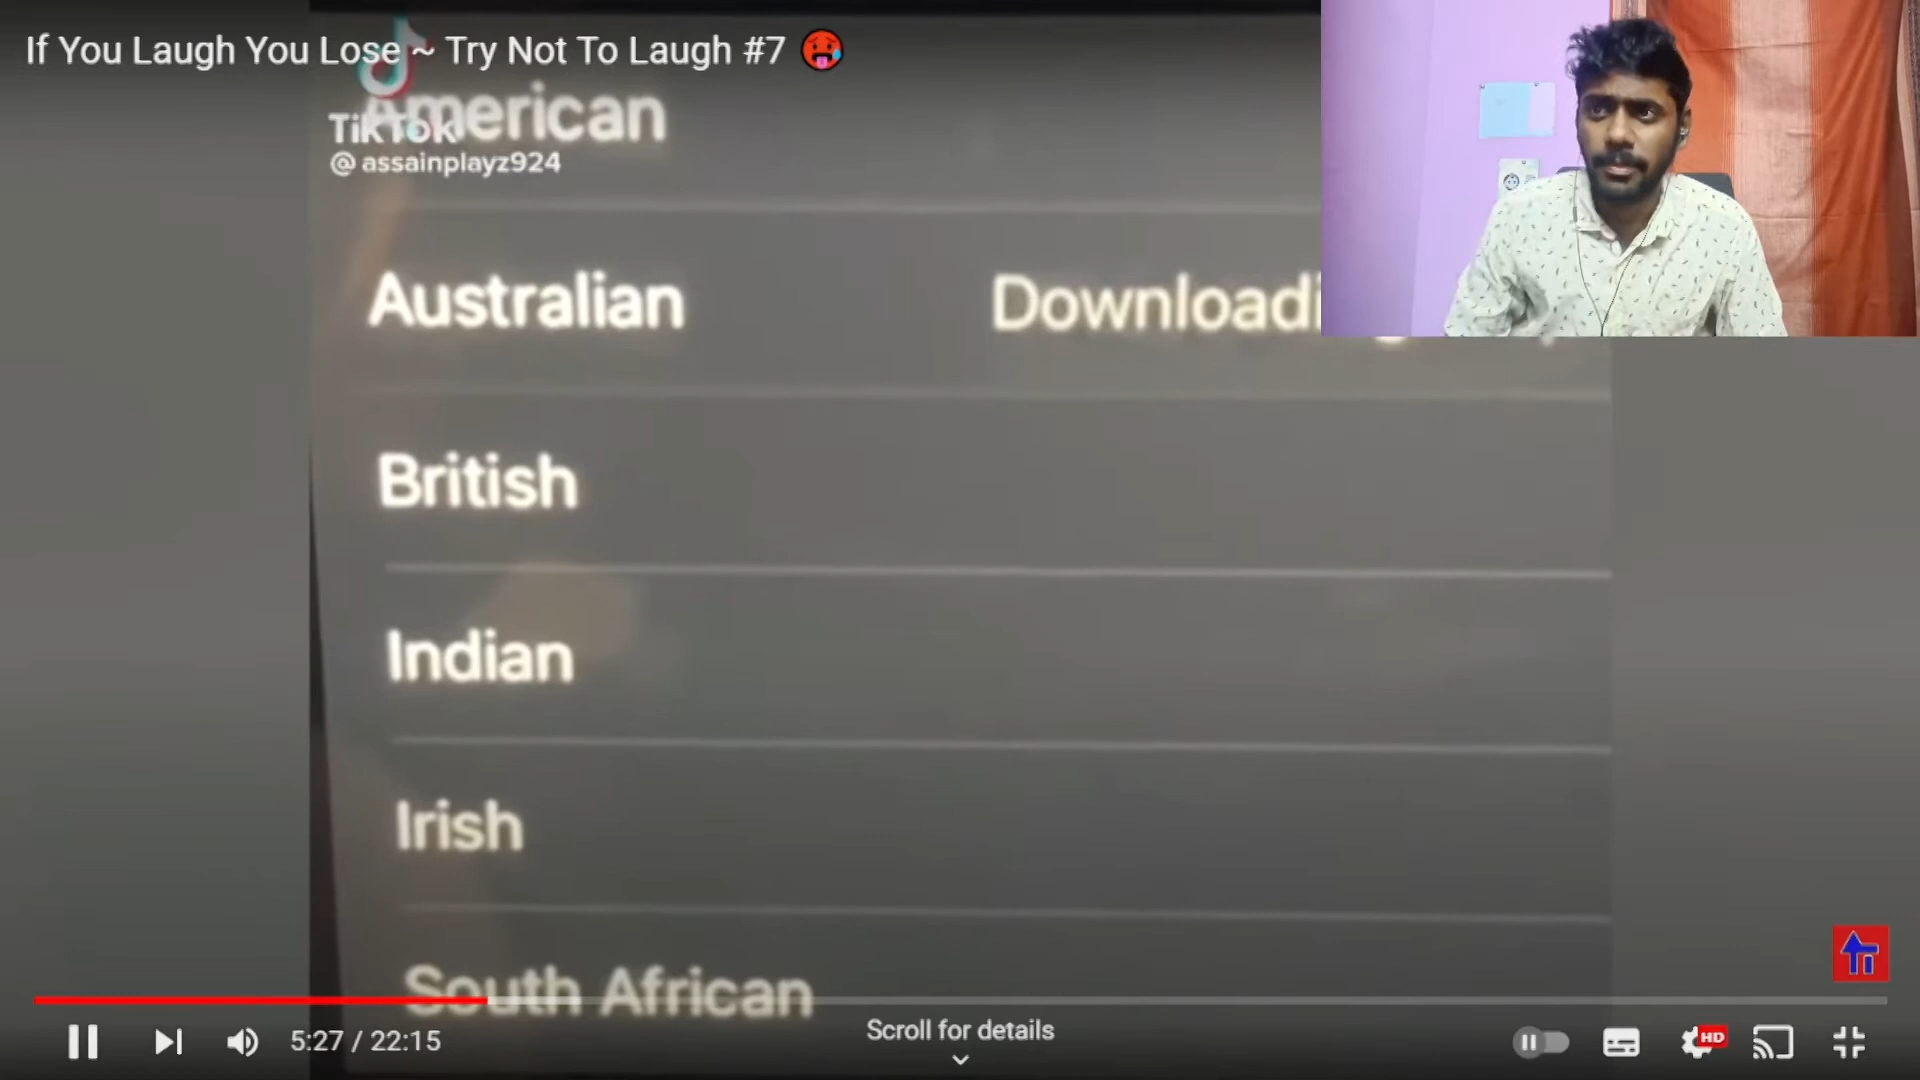 If You Laugh You Lose ~ Try Not To Laugh #7 🥵
American
TikTok
@assainplayz924
Australian
British
Indian
Irish
South African
5:27 / 22:15
Scroll for details
HD